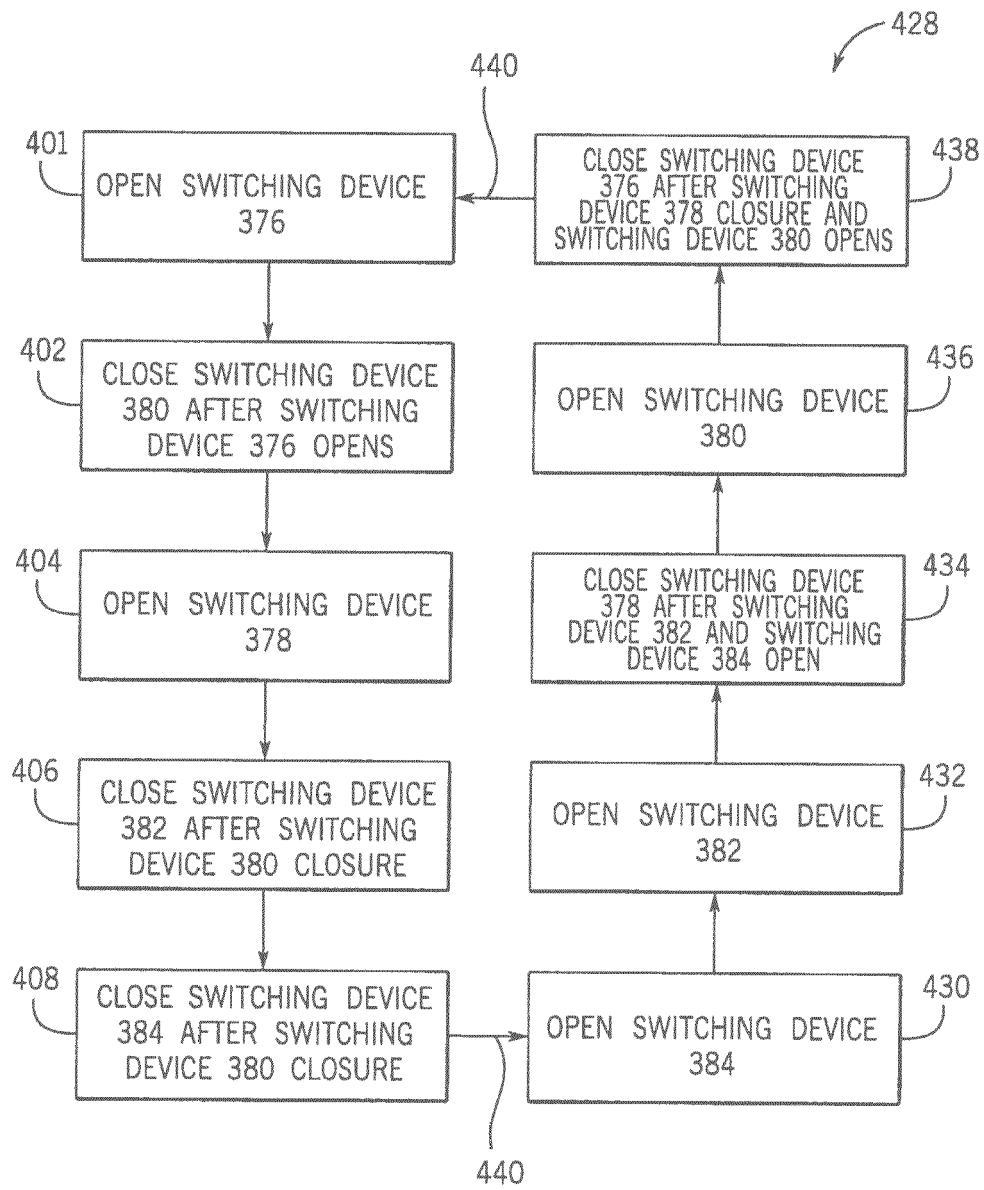 428
440
401
OPEN SWITCHING DEVICE
376
402
CLOSE SWITCHING DEVICE
380 AFTER SWITCHING
DEVICE 376 OPENS
404
OPEN SWITCHING DEVICE
378
406
CLOSE SWITCHING DEVICE
382 AFTER SWITCHING
DEVICE 380 CLOSURE
408
CLOSE SWITCHING DEVICE
384 AFTER SWITCHING
DEVICE 380 CLOSURE
440
430
OPEN SWITCHING DEVICE
384
432
OPEN SWITCHING DEVICE
382
434
CLOSE SWITCHING DEVICE
378 AFTER SWITCHING
DEVICE 382 AND SWITCHING
DEVICE 384 OPEN
436
OPEN SWITCHING DEVICE
380
438
CLOSE SWITCHING DEVICE
376 AFTER SWITCHING
DEVICE 378 CLOSURE AND
SWITCHING DEVICE 380 OPENS